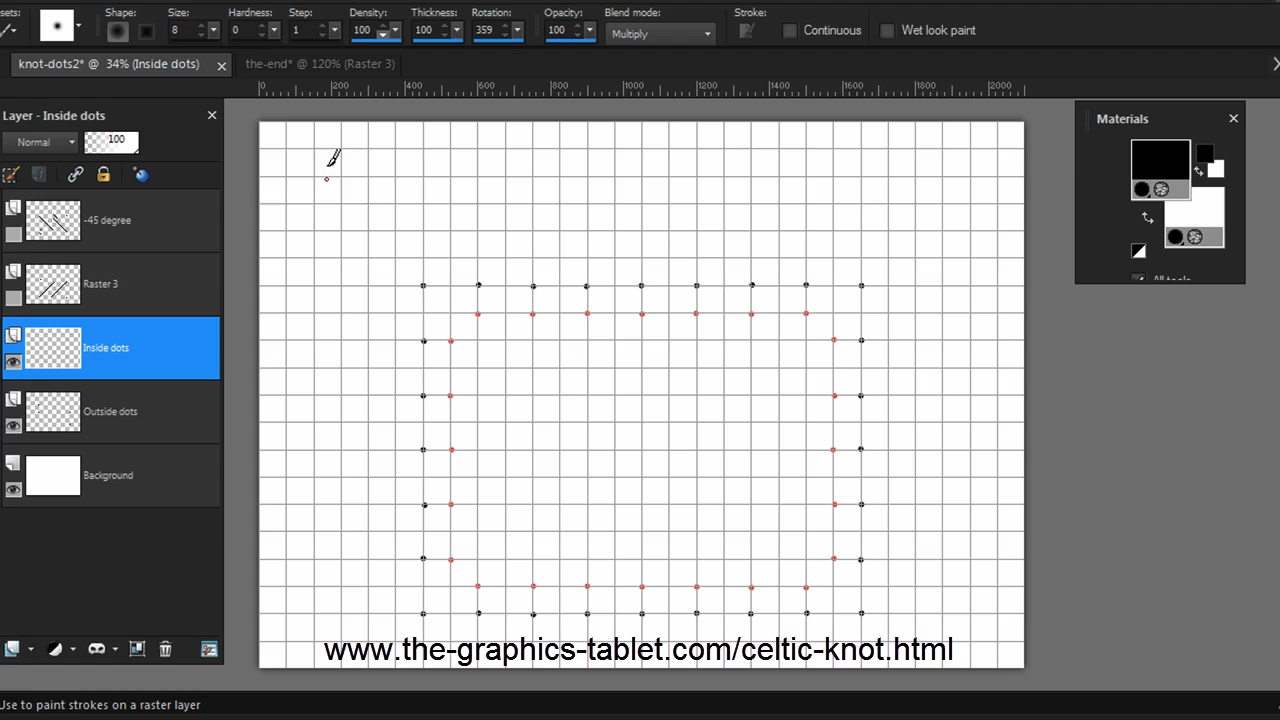 sets: Shape: Size: Hardness: Step: Density: Thickness: Rotation: Opacity: Blend mode: Stroke:
8 0 1 100 100 359 100 Multiply Continuous Wet look paint
knot-dots2* @ 34% (Inside dots) the-end* @ 120% (Raster 3)
0 200 400 600 800 1000 1200 1400 1600 2000
Layer - Inside dots
Normal 100
-45 degree
Raster 3
Inside dots
Outside dots
Background
Materials
All tools
www.the-graphics-tablet.com/celtic-knot.html
Use to paint strokes on a raster layer